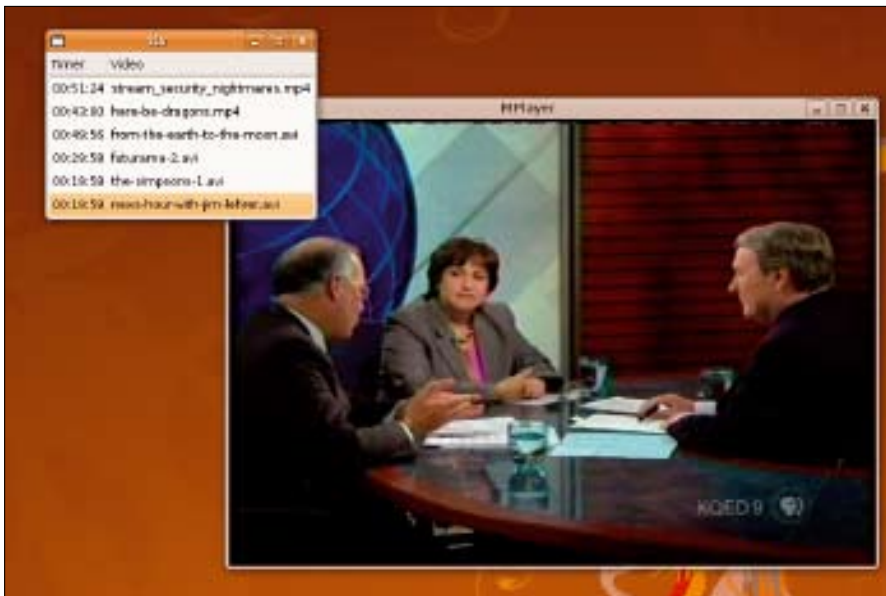 Timer Video
00:51:24 stream_security_nightmares.mp4
00:43:00 here-be-dragons.mp4
00:49:56 from-the-earth-to-the-moon.avi
00:29:59 futurama-2.avi
00:19:59 the-simpsons-1.avi
00:19:59 news-hour-with-jim-lehrer.avi
MPlayer
KQED 9